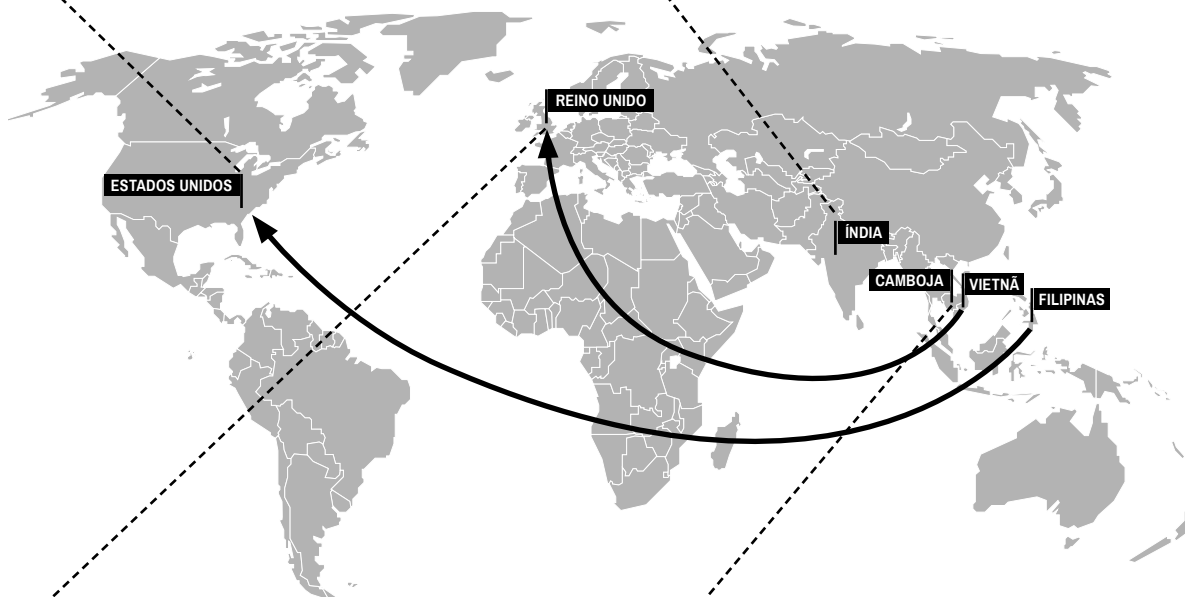 REINO UNIDO
ESTADOS UNIDOS
ÍNDIA
CAMBOJA
VIETNÃ
FILIPINAS